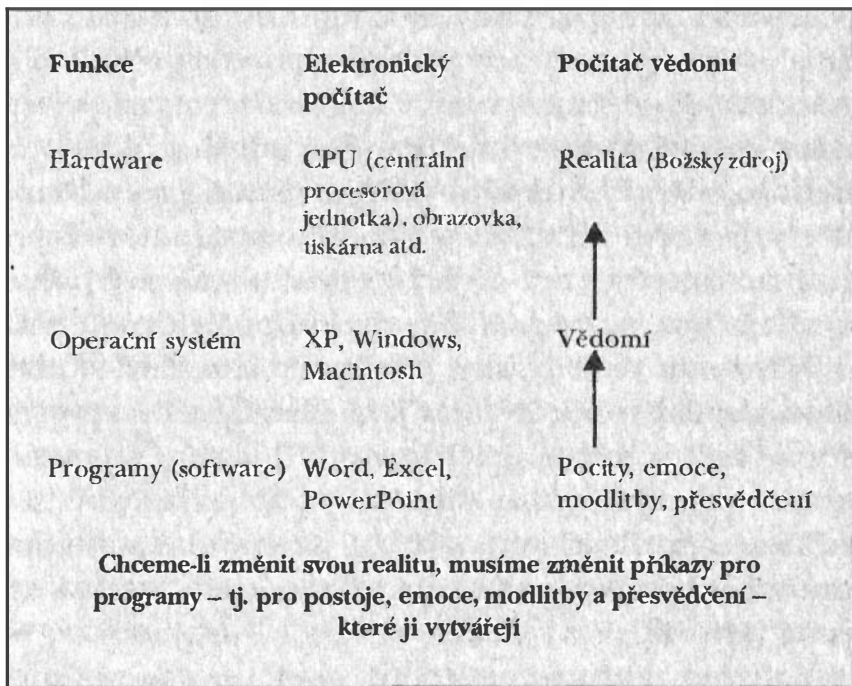 Funkce Elektronický počítač Počítač vědomí
Hardware CPU (centrální procesorová jednotka), obrazovka, tiskárna atd. Realita (Božský zdroj)
Operační systém XP, Windows, Macintosh Vědomí
Programy (software) Word, Excel, PowerPoint Pocity, emoce, modlitby, přesvědčení
Chceme-li změnit svou realitu, musíme změnit příkazy pro
programy – tj. pro postoje, emoce, modlitby a přesvědčení –
které ji vytvářejí